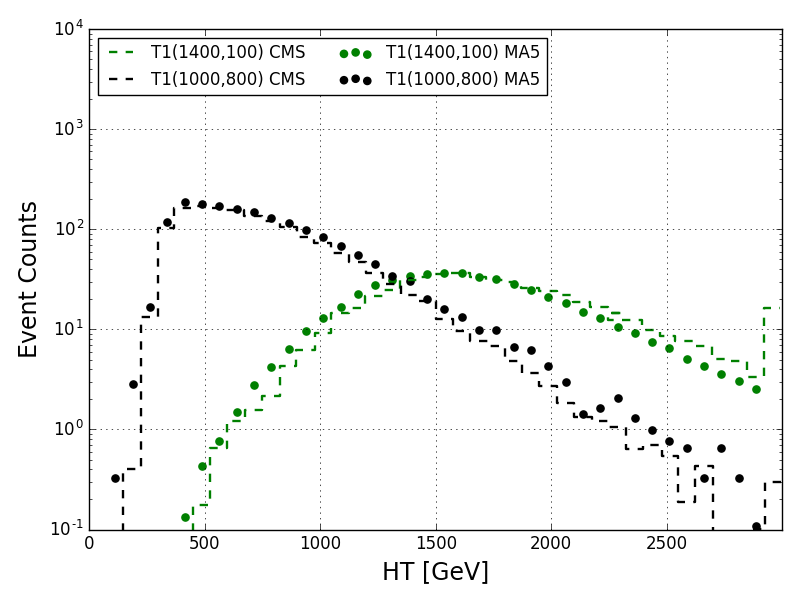 T1(1400,100) CMS T1(1400,100) MA5
T1(1000,800) CMS T1(1000,800) MA5
10^4
10^3
10^2
10^1
10^0
10^-1
Event Counts
0 500 1000 1500 2000 2500
HT [GeV]